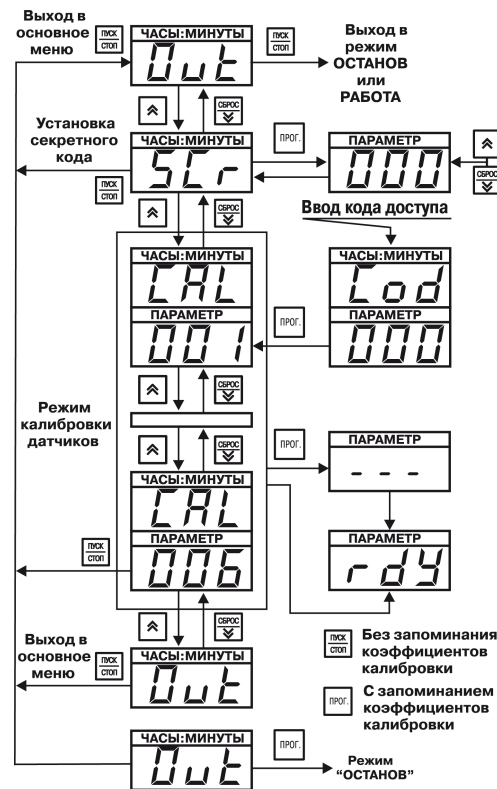 Выход в
основное
меню
ПУСК
СТОП
ЧАСЫ:МИНУТЫ
Out
ПУСК
СТОП
Выход в
режим
ОСТАНОВ
или
РАБОТА
СБРОС
Установка
секретного
кода
ПУСК
СТОП
ЧАСЫ:МИНУТЫ
SCr
ПРОГ.
ПАРАМЕТР
000
СБРОС
СБРОС
Ввод кода доступа
ЧАСЫ:МИНУТЫ
CAL
ПАРАМЕТР
001
ПРОГ.
ЧАСЫ:МИНУТЫ
Cod
ПАРАМЕТР
000
СБРОС
Режим
калибровки
датчиков
СБРОС
ПРОГ.
ПАРАМЕТР
- - -
ЧАСЫ:МИНУТЫ
CAL
ПАРАМЕТР
006
ПУСК
СТОП
ПАРАМЕТР
rdY
СБРОС
Выход в
основное
меню
ПУСК
СТОП
ЧАСЫ:МИНУТЫ
Out
ПУСК
СТОП
Без запоминания
коэффициентов
калибровки
ПРОГ.
С запоминанием
коэффициентов
калибровки
ЧАСЫ:МИНУТЫ
Out
ПРОГ.
Режим
“ОСТАНОВ”